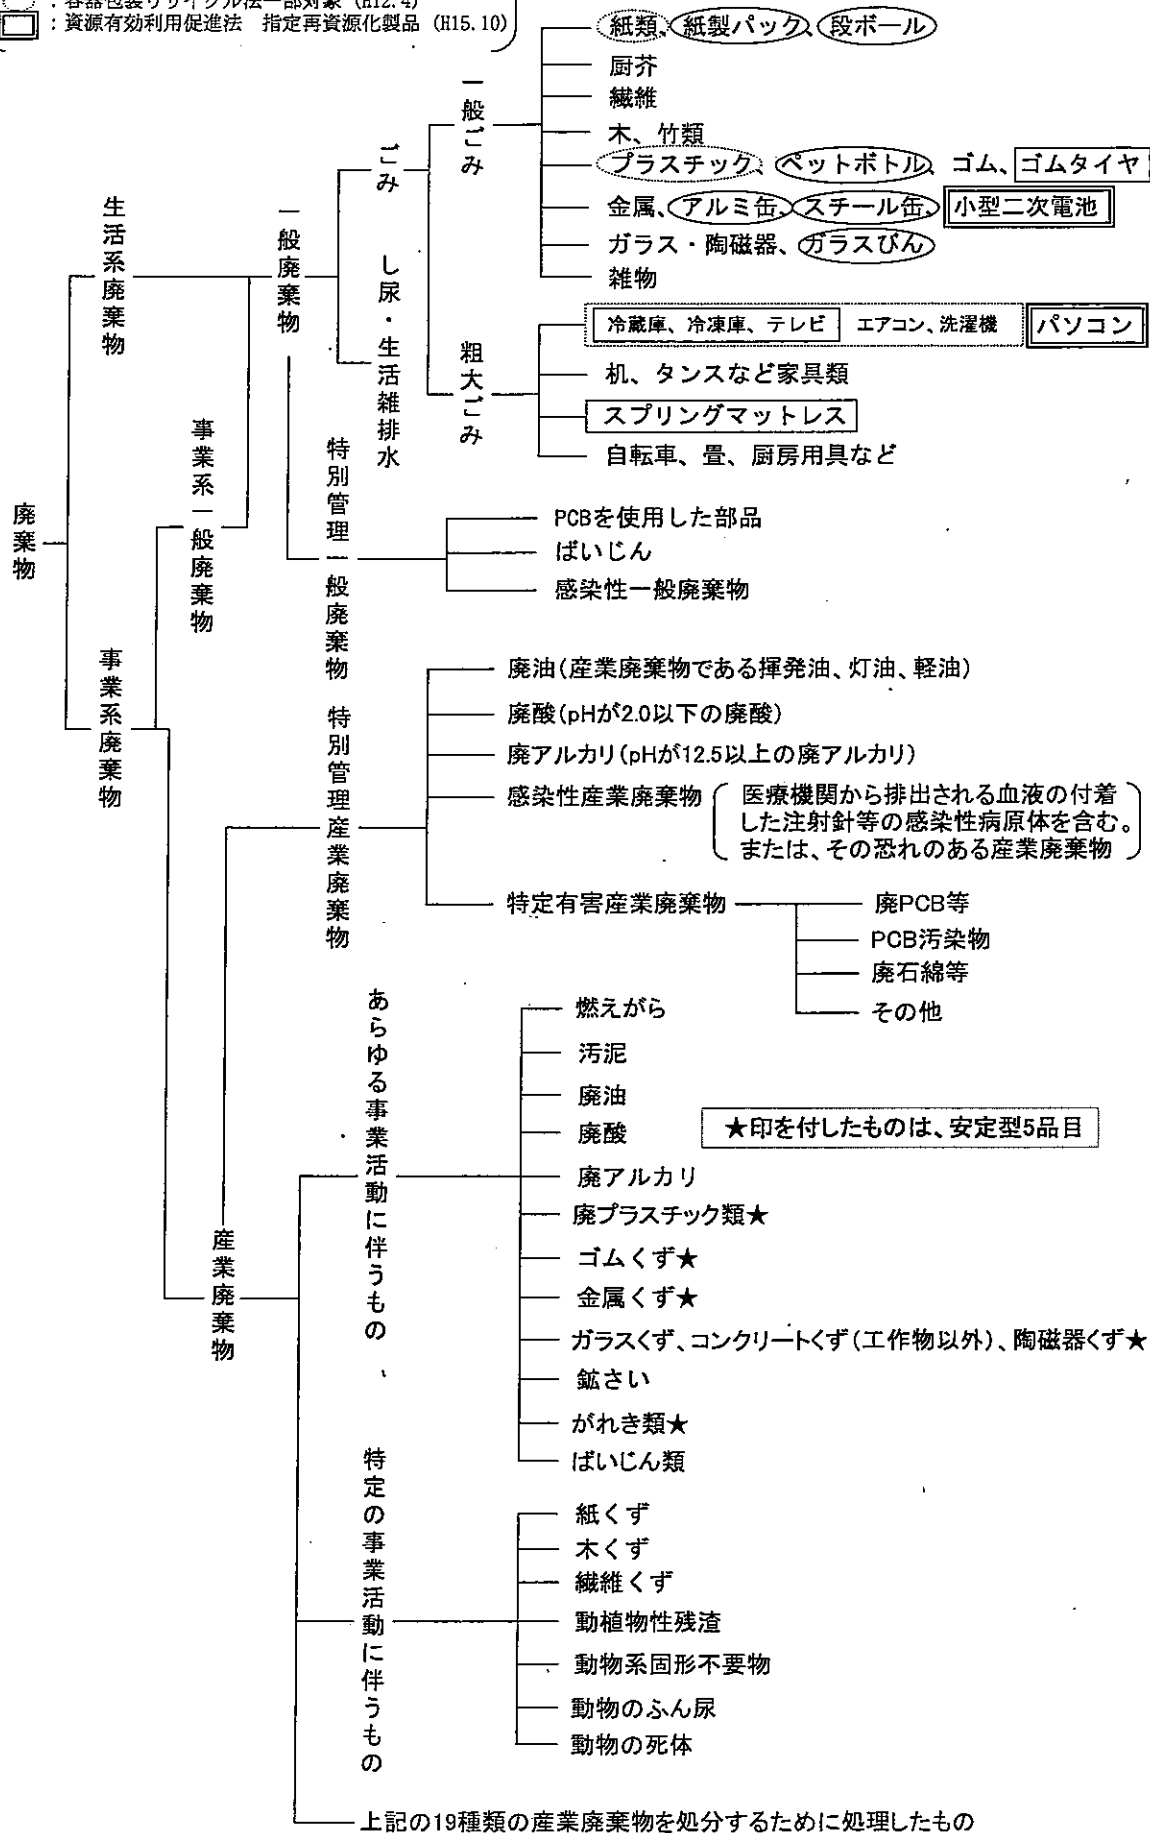 ：容器包装リサイクル法一部対象 (H12.4)
：資源有効利用促進法　指定再資源化製品 (H15.10)
紙類、紙製パック、段ボール
厨芥
繊維
木、竹類
プラスチック、ペットボトル、ゴム、ゴムタイヤ
金属、アルミ缶、スチール缶、小型二次電池
ガラス・陶磁器、ガラスびん
雑物
一般ごみ
ごみ
生活系廃棄物
一般廃棄物
し尿・生活雑排水
粗大ごみ
冷蔵庫、冷凍庫、テレビ　エアコン、洗濯機　パソコン
机、タンスなど家具類
スプリングマットレス
自転車、畳、厨房用具など
事業系一般廃棄物
特別管理一般廃棄物
廃棄物
PCBを使用した部品
ばいじん
感染性一般廃棄物
事業系廃棄物
特別管理産業廃棄物
廃油(産業廃棄物である揮発油、灯油、軽油)
廃酸(pHが2.0以下の廃酸)
廃アルカリ(pHが12.5以上の廃アルカリ)
感染性産業廃棄物
医療機関から排出される血液の付着
した注射針等の感染性病原体を含む。
または、その恐れのある産業廃棄物
特定有害産業廃棄物
廃PCB等
PCB汚染物
廃石綿等
その他
産業廃棄物
あらゆる事業活動に伴うもの
燃えがら
汚泥
廃油
廃酸
★印を付したものは、安定型5品目
廃アルカリ
廃プラスチック類★
ゴムくず★
金属くず★
ガラスくず、コンクリートくず(工作物以外)、陶磁器くず★
鉱さい
がれき類★
ばいじん類
特定の事業活動に伴うもの
紙くず
木くず
繊維くず
動植物性残渣
動物系固形不要物
動物のふん尿
動物の死体
上記の19種類の産業廃棄物を処分するために処理したもの